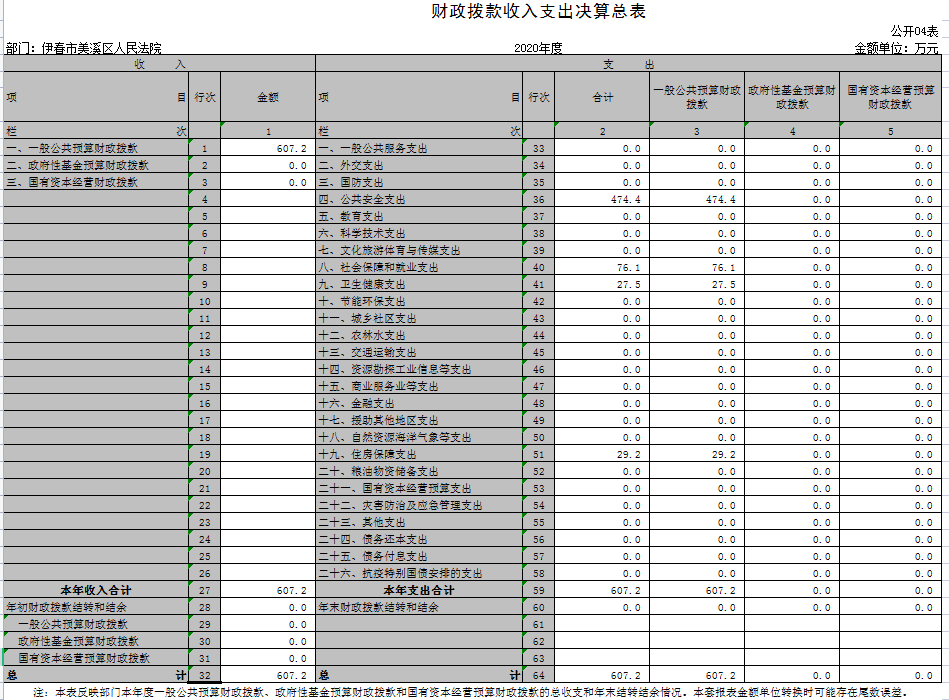 财政拨款收入支出决算总表
公开04表
部门：伊春市美溪区人民法院 2020年度 金额单位：万元
收 入 支 出
项 目 行次 金额 项 目 行次 合计 一般公共预算财政拨款 政府性基金预算财政拨款 国有资本经营预算财政拨款
栏 次 1 栏 次 2 3 4 5
一、一般公共预算财政拨款 1 607.2 一、一般公共服务支出 33 0.0 0.0 0.0 0.0
二、政府性基金预算财政拨款 2 0.0 二、外交支出 34 0.0 0.0 0.0 0.0
三、国有资本经营财政拨款 3 0.0 三、国防支出 35 0.0 0.0 0.0 0.0
4 四、公共安全支出 36 474.4 474.4 0.0 0.0
5 五、教育支出 37 0.0 0.0 0.0 0.0
6 六、科学技术支出 38 0.0 0.0 0.0 0.0
7 七、文化旅游体育与传媒支出 39 0.0 0.0 0.0 0.0
8 八、社会保障和就业支出 40 76.1 76.1 0.0 0.0
9 九、卫生健康支出 41 27.5 27.5 0.0 0.0
10 十、节能环保支出 42 0.0 0.0 0.0 0.0
11 十一、城乡社区支出 43 0.0 0.0 0.0 0.0
12 十二、农林水支出 44 0.0 0.0 0.0 0.0
13 十三、交通运输支出 45 0.0 0.0 0.0 0.0
14 十四、资源勘探工业信息等支出 46 0.0 0.0 0.0 0.0
15 十五、商业服务业等支出 47 0.0 0.0 0.0 0.0
16 十六、金融支出 48 0.0 0.0 0.0 0.0
17 十七、援助其他地区支出 49 0.0 0.0 0.0 0.0
18 十八、自然资源海洋气象等支出 50 0.0 0.0 0.0 0.0
19 十九、住房保障支出 51 29.2 29.2 0.0 0.0
20 二十、粮油物资储备支出 52 0.0 0.0 0.0 0.0
21 二十一、国有资本经营预算支出 53 0.0 0.0 0.0 0.0
22 二十二、灾害防治及应急管理支出 54 0.0 0.0 0.0 0.0
23 二十三、其他支出 55 0.0 0.0 0.0 0.0
24 二十四、债务还本支出 56 0.0 0.0 0.0 0.0
25 二十五、债务付息支出 57 0.0 0.0 0.0 0.0
26 二十六、抗疫特别国债安排的支出 58 0.0 0.0 0.0 0.0
本年收入合计 27 607.2 本年支出合计 59 607.2 607.2 0.0 0.0
年初财政拨款结转和结余 28 0.0 年末财政拨款结转和结余 60 0.0 0.0 0.0 0.0
一般公共预算财政拨款 29 0.0 61
政府性基金预算财政拨款 30 0.0 62
国有资本经营预算财政拨款 31 0.0 63
总 计 32 607.2 总 计 64 607.2 607.2 0.0 0.0
注：本表反映部门本年度一般公共预算财政拨款、政府性基金预算财政拨款和国有资本经营预算财政拨款的总收支和年末结转结余情况。本套报表金额单位转换时可能存在尾数误差。